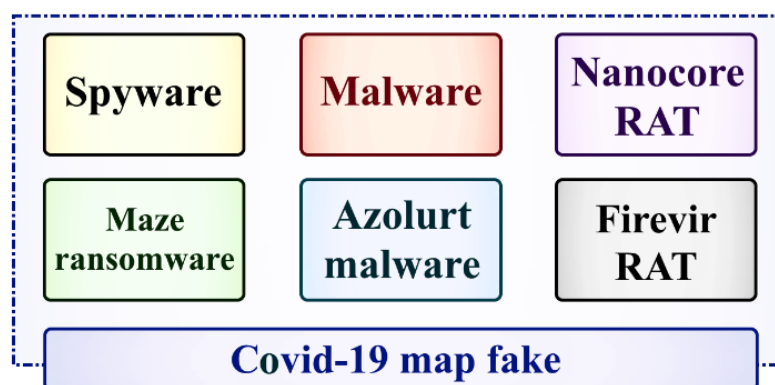 Spyware
Malware
Nanocore
RAT
Maze
ransomware
Azolurt
malware
Firevir
RAT
Covid-19 map fake